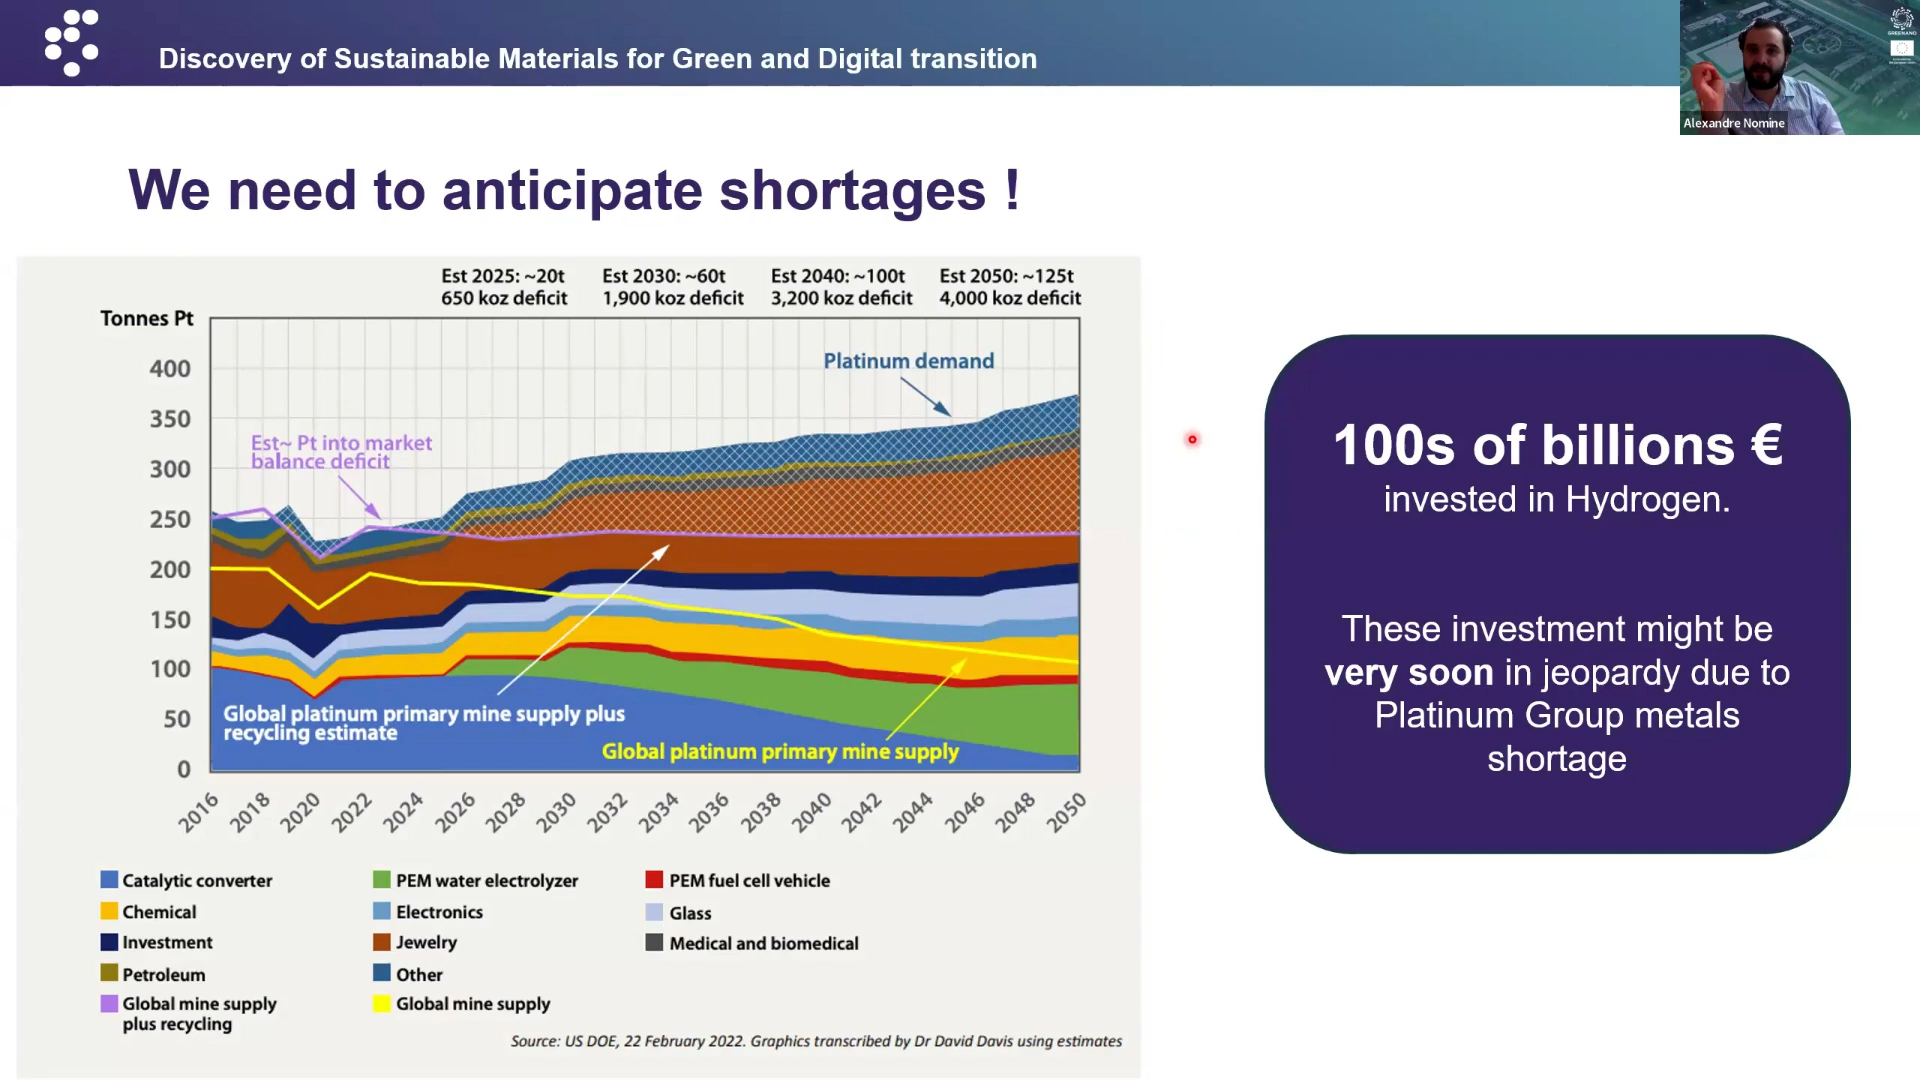 Discovery of Sustainable Materials for Green and Digital transition
GREENANO
Alexandre Nomine
We need to anticipate shortages !
Est 2025: ~20t
650 koz deficit
Est 2030: ~60t
1,900 koz deficit
Est 2040: ~100t
3,200 koz deficit
Est 2050: ~125t
4,000 koz deficit
Tonnes Pt
400
350
300
250
200
150
100
50
0
Platinum demand
Est~ Pt into market
balance deficit
Global platinum primary mine supply plus
recycling estimate
Global platinum primary mine supply
2016
2018
2020
2022
2024
2026
2028
2030
2032
2034
2036
2038
2040
2042
2044
2046
2048
2050
Catalytic converter
PEM water electrolyzer
PEM fuel cell vehicle
Chemical
Electronics
Glass
Investment
Jewelry
Medical and biomedical
Petroleum
Other
Global mine supply
plus recycling
Global mine supply
Source: US DOE, 22 February 2022. Graphics transcribed by Dr David Davis using estimates
100s of billions €
invested in Hydrogen.
These investment might be
very soon in jeopardy due to
Platinum Group metals
shortage